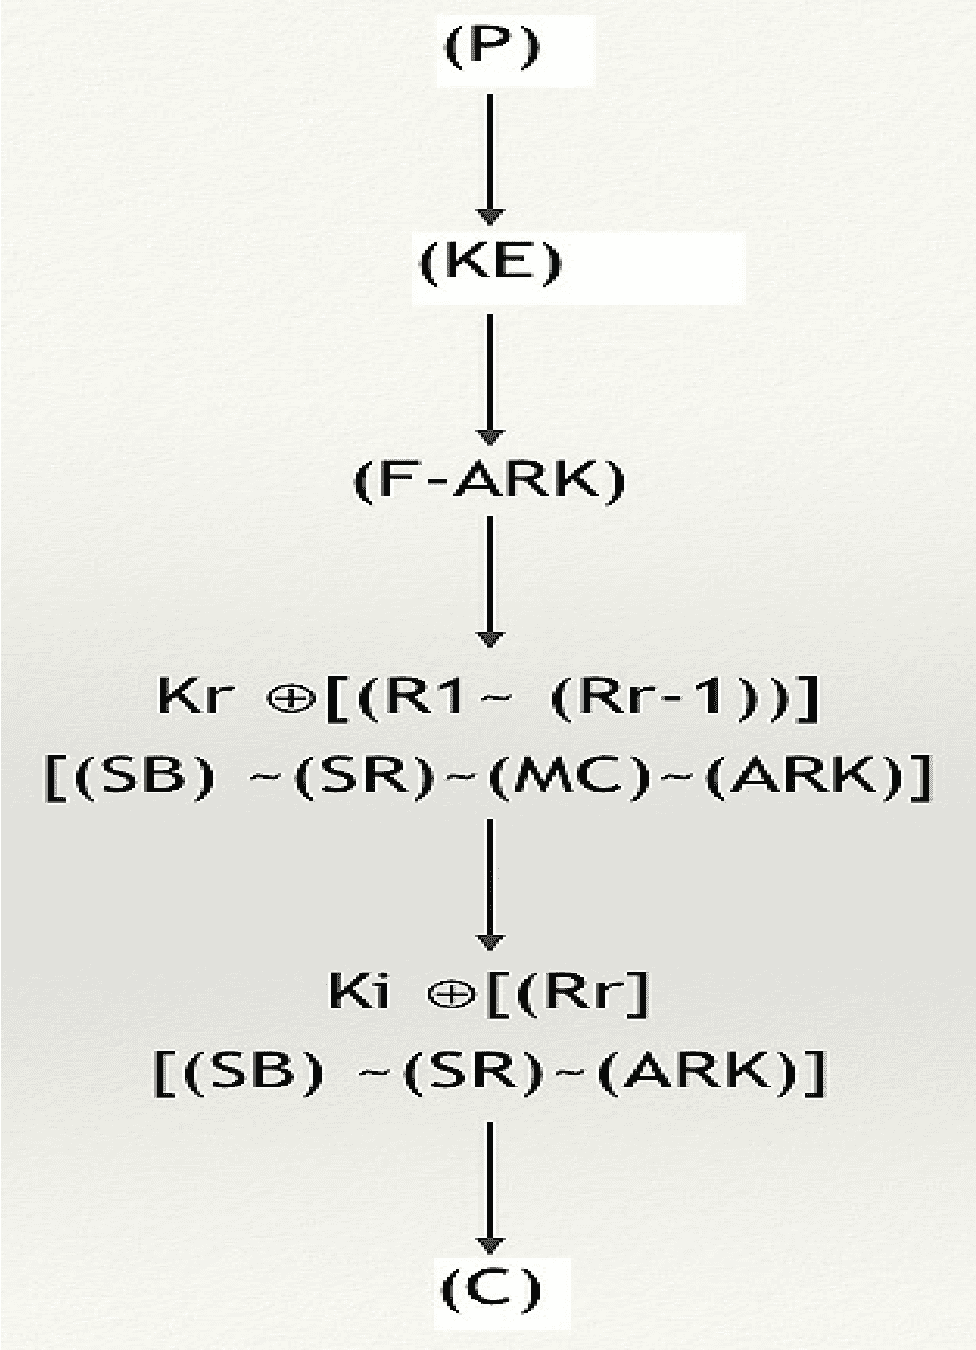 (P)
(KE)
(F-ARK)
Kr ⊕[(R1~ (Rr-1))]
[(SB) ~(SR)~(MC)~(ARK)]
Ki ⊕[(Rr]
[(SB) ~(SR)~(ARK)]
(C)